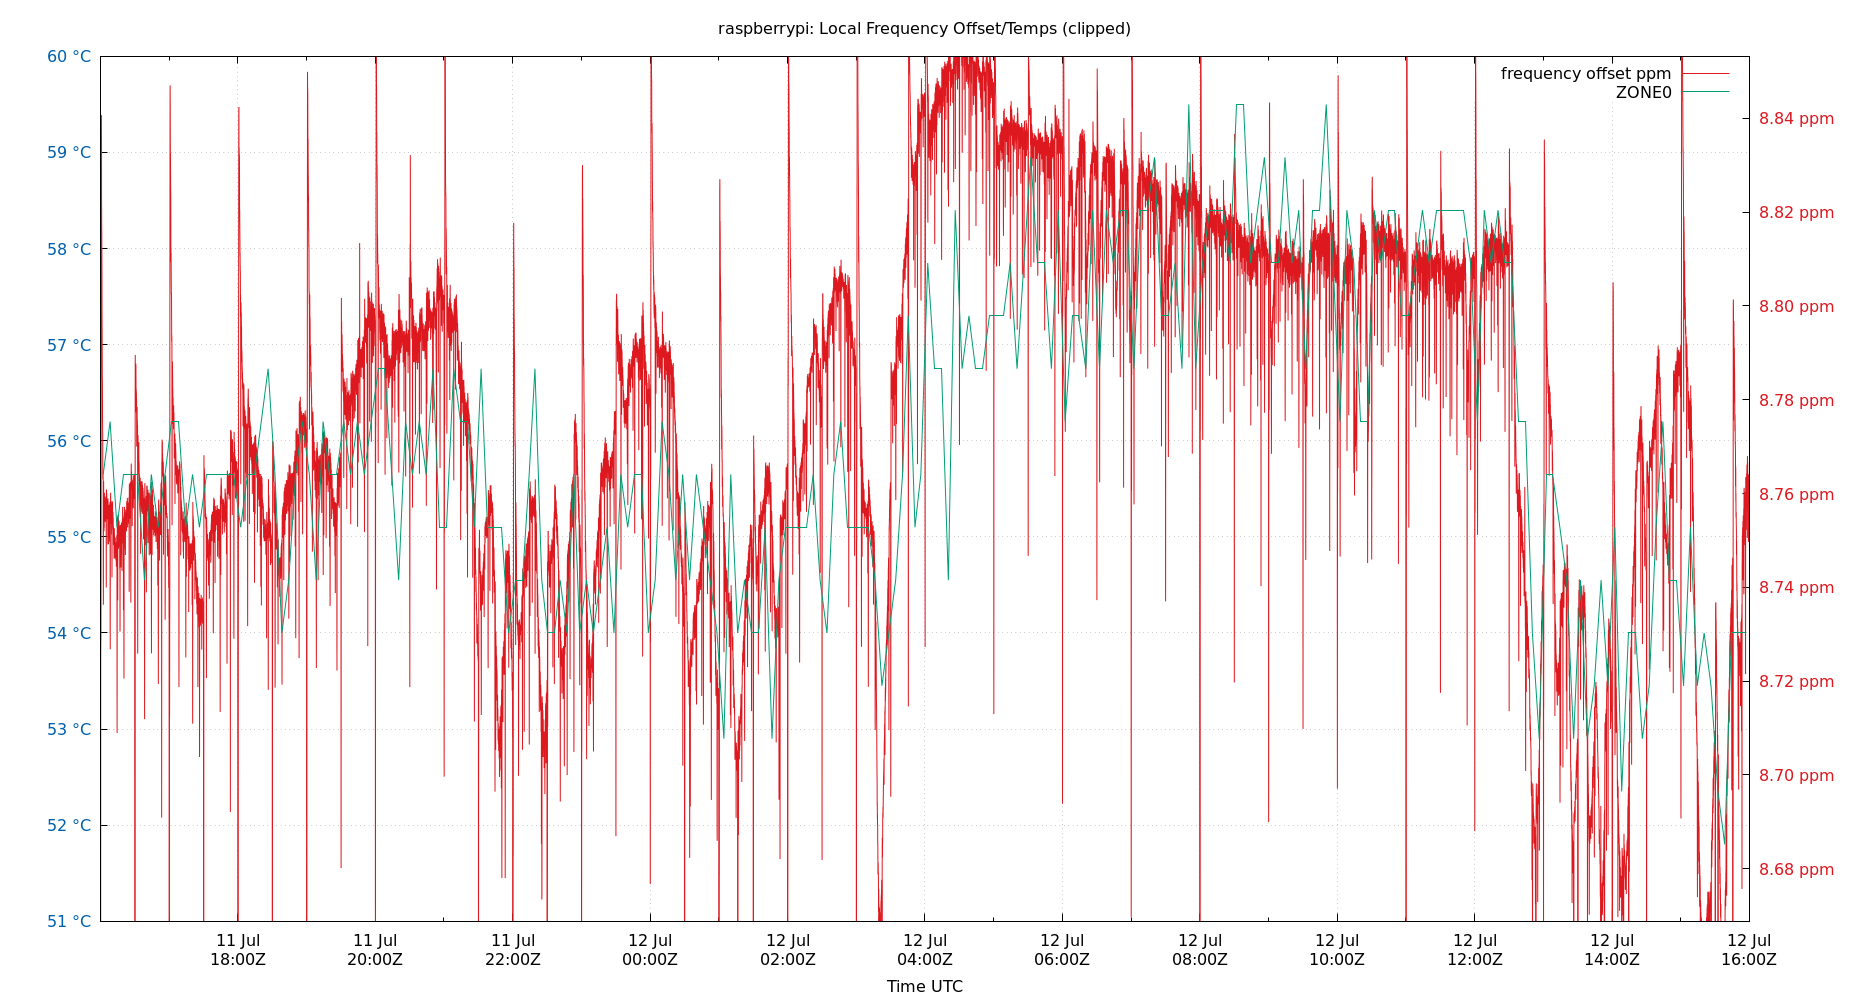 raspberrypi: Local Frequency Offset/Temps (clipped)
60 °C
59 °C
58 °C
57 °C
56 °C
55 °C
54 °C
53 °C
52 °C
51 °C
frequency offset ppm
ZONE0
8.84 ppm
8.82 ppm
8.80 ppm
8.78 ppm
8.76 ppm
8.74 ppm
8.72 ppm
8.70 ppm
8.68 ppm
11 Jul 11 Jul 11 Jul 12 Jul 12 Jul 12 Jul 12 Jul 12 Jul 12 Jul 12 Jul 12 Jul 12 Jul
18:00Z 20:00Z 22:00Z 00:00Z 02:00Z 04:00Z 06:00Z 08:00Z 10:00Z 12:00Z 14:00Z 16:00Z
Time UTC